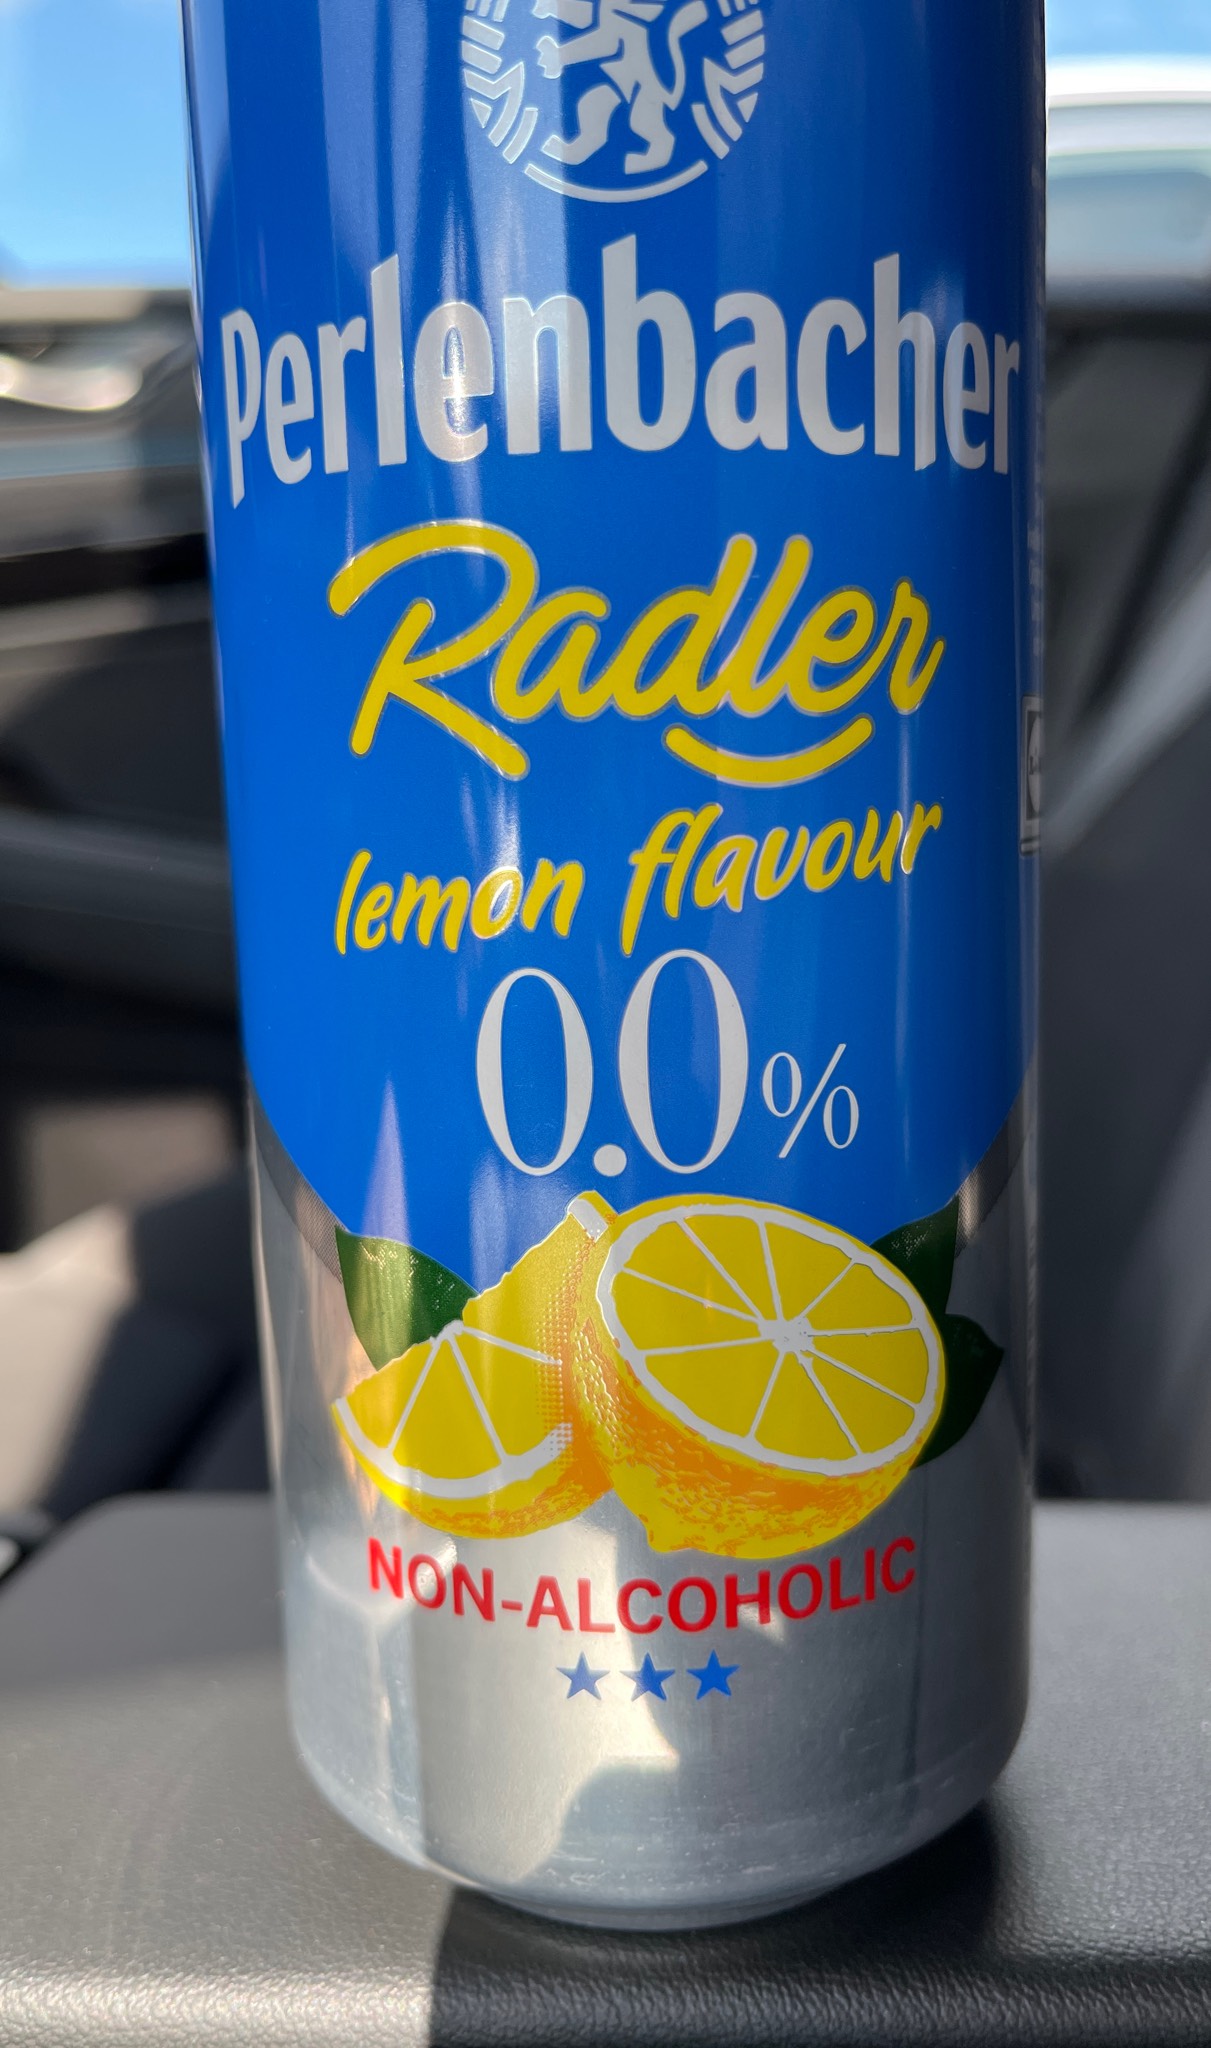 Perlenbacher
Radler
lemon flavour
0.0%
NON-ALCOHOLIC